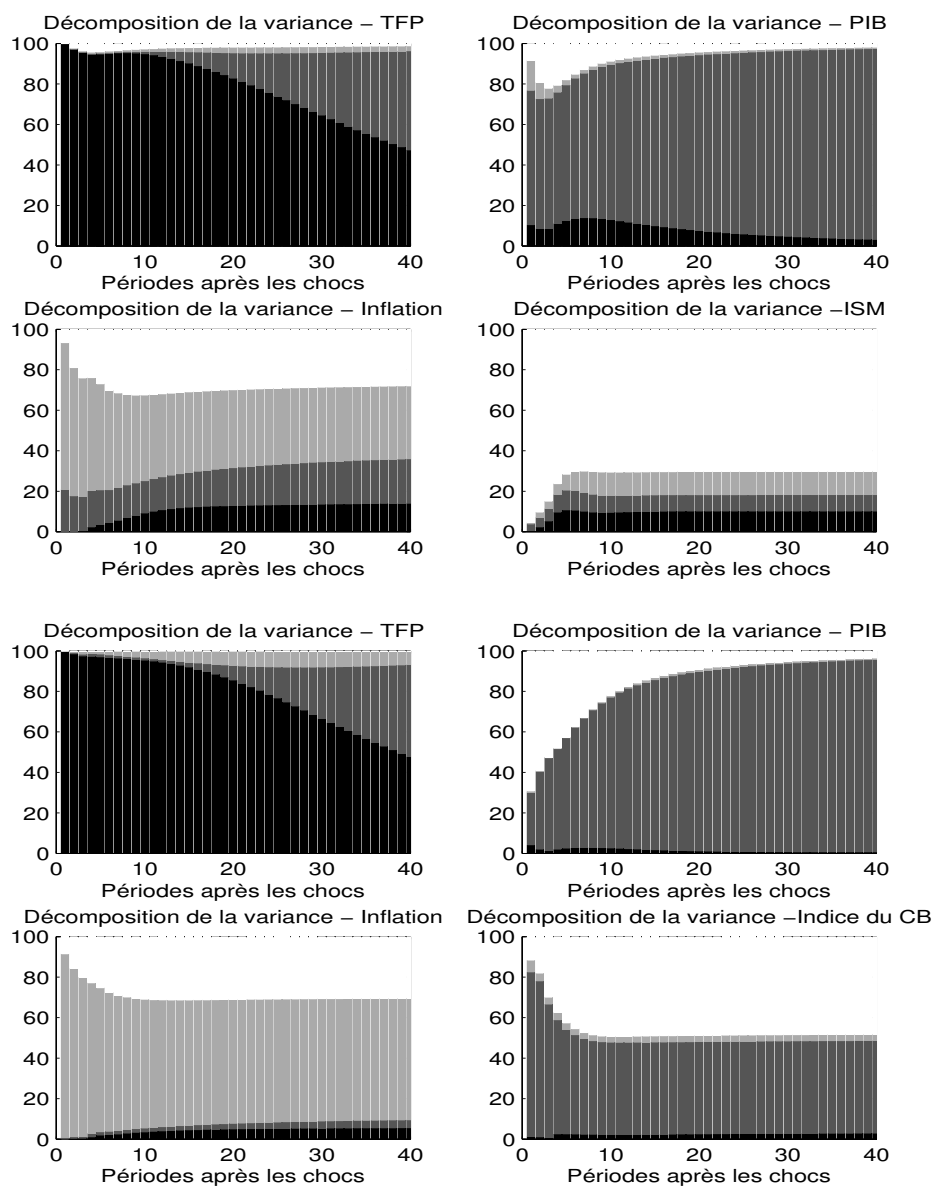 Décomposition de la variance – TFP
100
80
60
40
20
0
0 10 20 30 40
Périodes après les chocs
Décomposition de la variance – PIB
100
80
60
40
20
0
0 10 20 30 40
Périodes après les chocs
Décomposition de la variance – Inflation
100
80
60
40
20
0
0 10 20 30 40
Périodes après les chocs
Décomposition de la variance –ISM
100
80
60
40
20
0
0 10 20 30 40
Périodes après les chocs
Décomposition de la variance – TFP
100
80
60
40
20
0
0 10 20 30 40
Périodes après les chocs
Décomposition de la variance – PIB
100
80
60
40
20
0
0 10 20 30 40
Périodes après les chocs
Décomposition de la variance – Inflation
100
80
60
40
20
0
0 10 20 30 40
Périodes après les chocs
Décomposition de la variance –Indice du CB
100
80
60
40
20
0
0 10 20 30 40
Périodes après les chocs